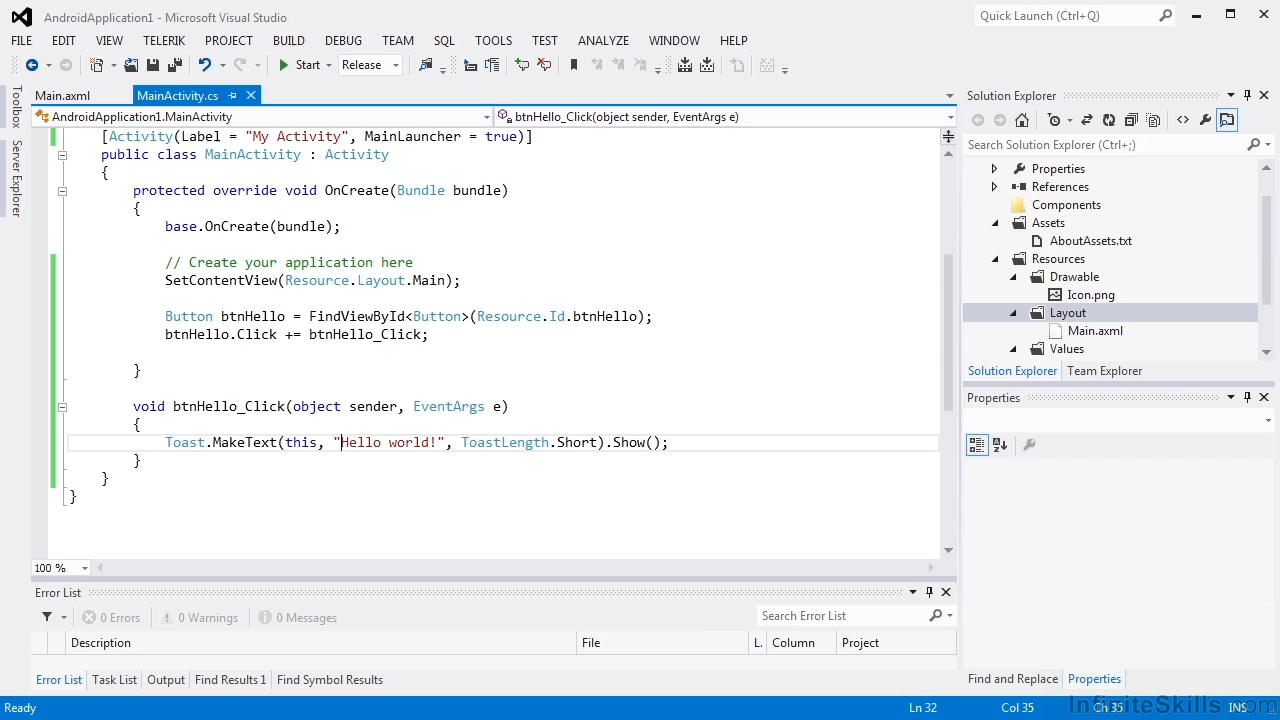 AndroidApplication1 - Microsoft Visual Studio
Quick Launch (Ctrl+Q)
FILE EDIT VIEW TELERIK PROJECT BUILD DEBUG TEAM SQL TOOLS TEST ANALYZE WINDOW HELP
Start Release
Toolbox
Server Explorer
Main.axml MainActivity.cs
AndroidApplication1.MainActivity btnHello_Click(object sender, EventArgs e)
[Activity(Label = "My Activity", MainLauncher = true)]
public class MainActivity : Activity
{
protected override void OnCreate(Bundle bundle)
{
base.OnCreate(bundle);
// Create your application here
SetContentView(Resource.Layout.Main);
Button btnHello = FindViewById<Button>(Resource.Id.btnHello);
btnHello.Click += btnHello_Click;
}
void btnHello_Click(object sender, EventArgs e)
{
Toast.MakeText(this, "Hello world!", ToastLength.Short).Show();
}
}
}
100 %
Error List
0 Errors 0 Warnings 0 Messages
Search Error List
Description File L. Column Project
Error List Task List Output Find Results 1 Find Symbol Results
Solution Explorer
Search Solution Explorer (Ctrl+;)
Properties
References
Components
Assets
AboutAssets.txt
Resources
Drawable
Icon.png
Layout
Main.axml
Values
Solution Explorer Team Explorer
Properties
Find and Replace Properties
Ready Ln 32 Col 35 Ch 35 INS
InfiniteSkills.com